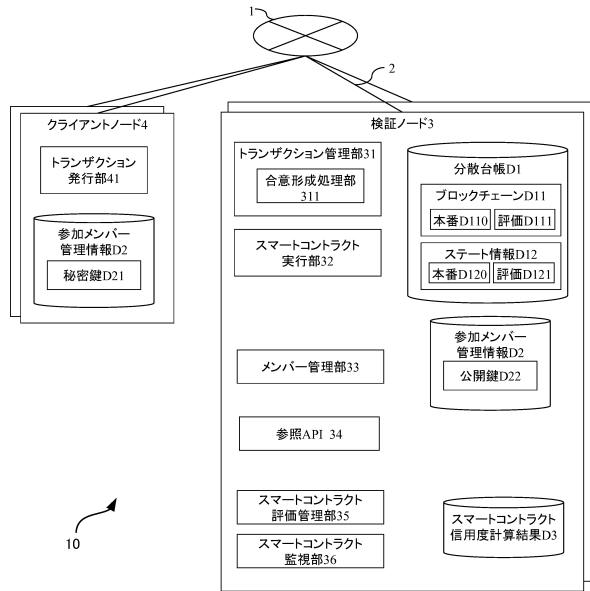 1
2
クライアントノード4
トランザクション
発行部41
参加メンバー
管理情報D2
秘密鍵D21
検証ノード3
トランザクション管理部31
合意形成処理部
311
スマートコントラクト
実行部32
メンバー管理部33
参照API 34
スマートコントラクト
評価管理部35
スマートコントラクト
監視部36
分散台帳D1
ブロックチェーンD11
本番D110
評価D111
ステート情報D12
本番D120
評価D121
参加メンバー
管理情報D2
公開鍵D22
スマートコントラクト
信用度計算結果D3
10